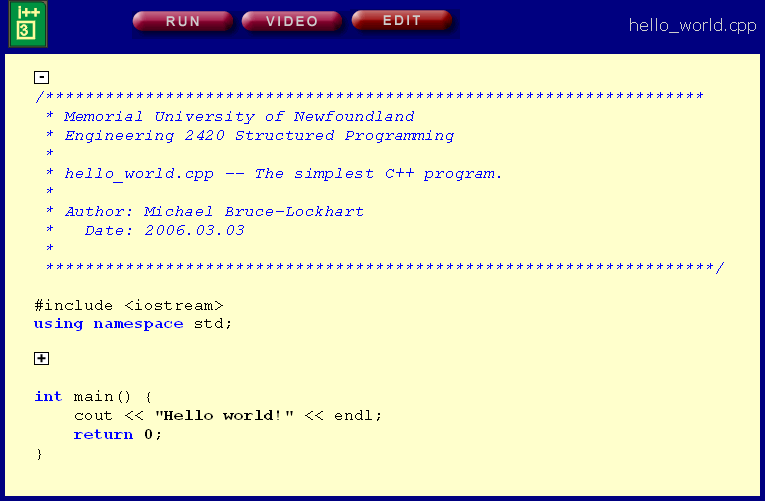 i++
3
RUN VIDEO EDIT hello_world.cpp
-
/******************************************************************
* Memorial University of Newfoundland
* Engineering 2420 Structured Programming
*
* hello_world.cpp -- The simplest C++ program.
*
* Author: Michael Bruce-Lockhart
*   Date: 2006.03.03
*
*******************************************************************/
#include <iostream>
using namespace std;
+
int main() {
    cout << "Hello world!" << endl;
    return 0;
}